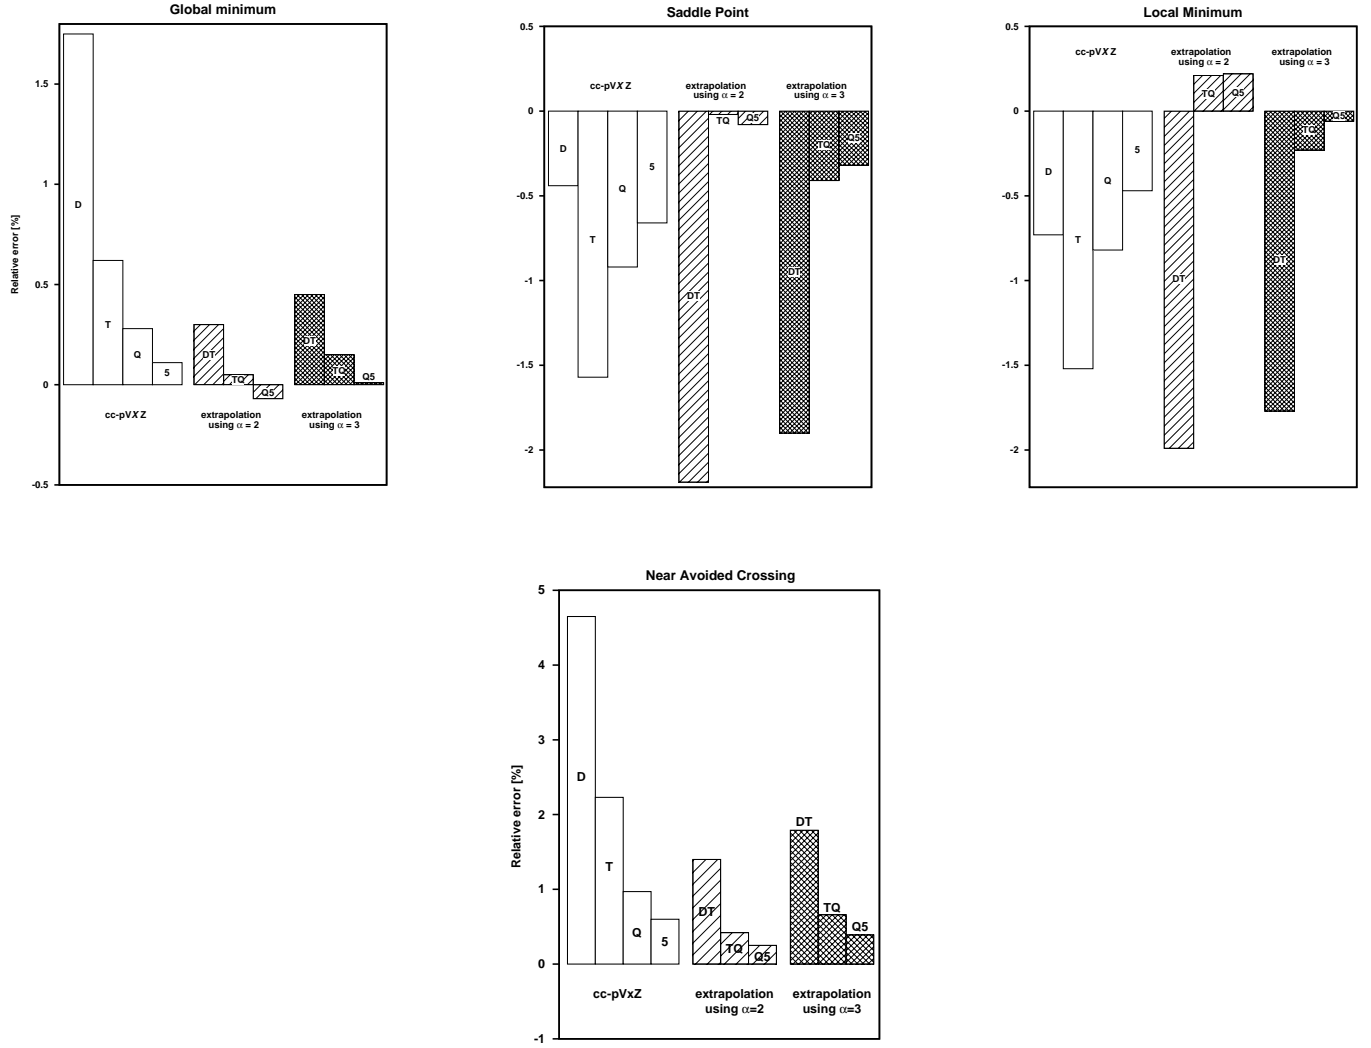 Global minimum
Relative error [%]
1.5
1
0.5
0
-0.5
D
T
Q
5
DT
TQ
Q5
DT
TQ
Q5
cc-pVXZ
extrapolation
using α = 2
extrapolation
using α = 3
Saddle Point
0.5
0
-0.5
-1
-1.5
-2
cc-pVXZ
extrapolation
using α = 2
extrapolation
using α = 3
D
T
Q
5
DT
TQ
Q5
DT
TQ
Q5
Local Minimum
0.5
0
-0.5
-1
-1.5
-2
cc-pVXZ
extrapolation
using α = 2
extrapolation
using α = 3
D
T
Q
5
DT
TQ
Q5
DT
TQ
Q5
Near Avoided Crossing
Relative error [%]
5
4
3
2
1
0
-1
D
T
Q
5
DT
TQ
Q5
DT
TQ
Q5
cc-pVxZ
extrapolation
using α=2
extrapolation
using α=3